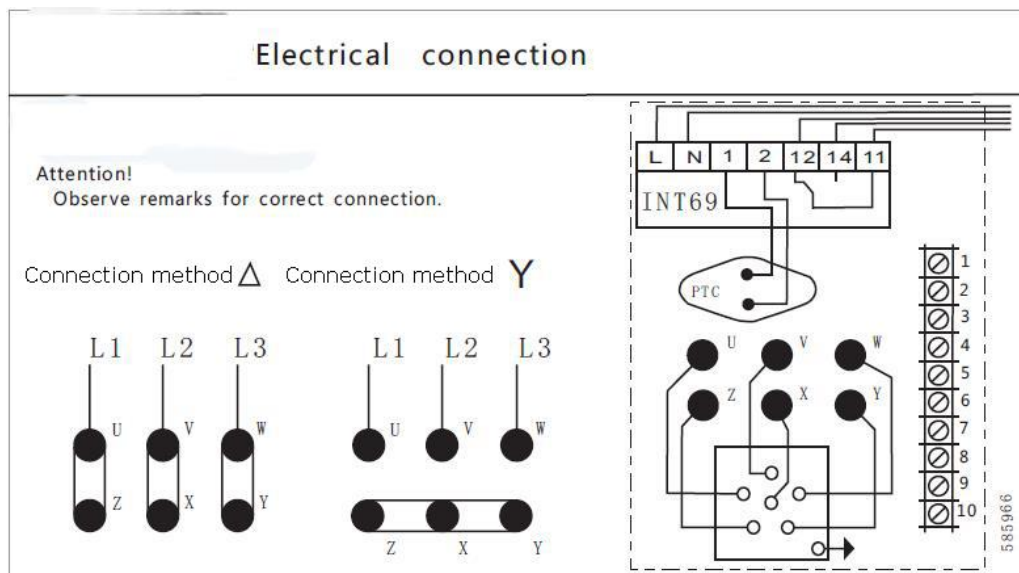 Electrical connection
Attention!
Observe remarks for correct connection.
Connection method △ Connection method Y
L1 L2 L3
U V W
Z X Y
L1 L2 L3
U V W
Z X Y
L N 1 2 12 14 11
INT69
PTC
U V W
Z X Y
1
2
3
4
5
6
7
8
9
10
585966